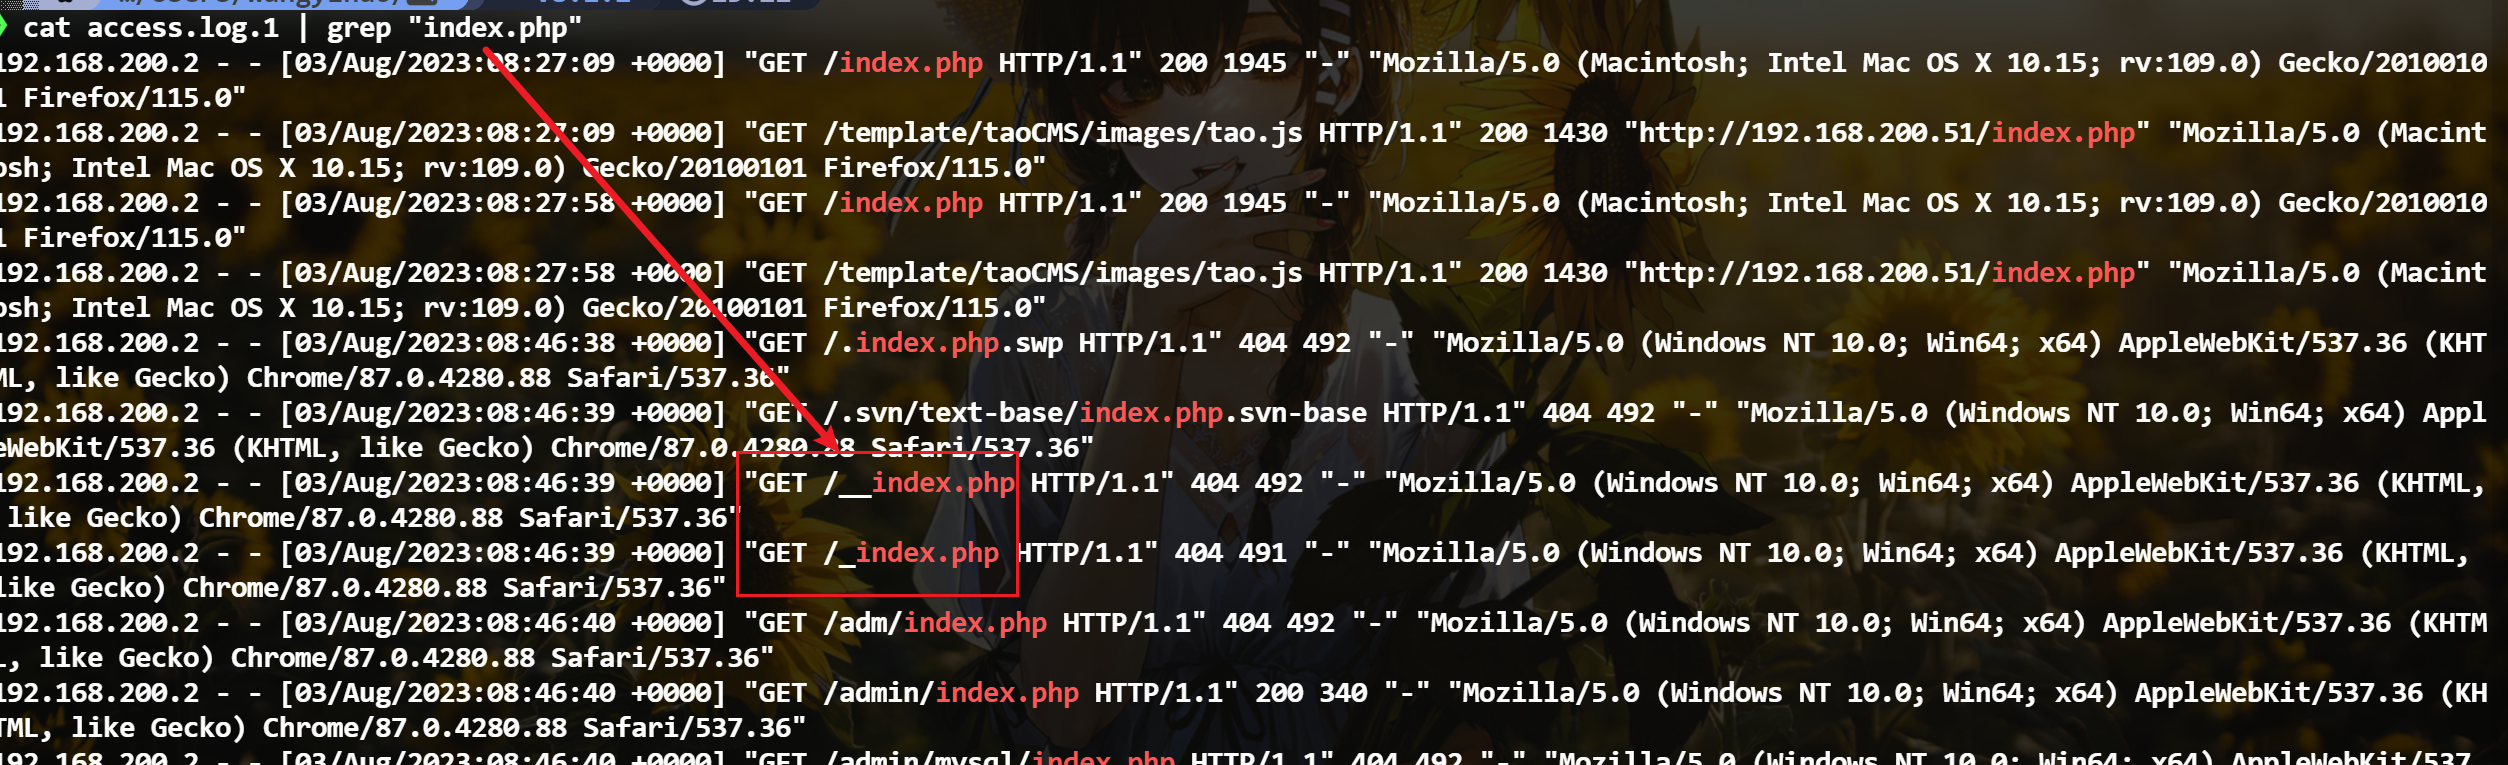 cat access.log.1 | grep "index.php"
192.168.200.2 - - [03/Aug/2023:08:27:09 +0000] "GET /index.php HTTP/1.1" 200 1945 "-" "Mozilla/5.0 (Macintosh; Intel Mac OS X 10.15; rv:109.0) Gecko/2010010
1 Firefox/115.0"
192.168.200.2 - - [03/Aug/2023:08:27:09 +0000] "GET /template/taoCMS/images/tao.js HTTP/1.1" 200 1430 "http://192.168.200.51/index.php" "Mozilla/5.0 (Macint
osh; Intel Mac OS X 10.15; rv:109.0) Gecko/20100101 Firefox/115.0"
192.168.200.2 - - [03/Aug/2023:08:27:58 +0000] "GET /index.php HTTP/1.1" 200 1945 "-" "Mozilla/5.0 (Macintosh; Intel Mac OS X 10.15; rv:109.0) Gecko/2010010
1 Firefox/115.0"
192.168.200.2 - - [03/Aug/2023:08:27:58 +0000] "GET /template/taoCMS/images/tao.js HTTP/1.1" 200 1430 "http://192.168.200.51/index.php" "Mozilla/5.0 (Macint
osh; Intel Mac OS X 10.15; rv:109.0) Gecko/20100101 Firefox/115.0"
192.168.200.2 - - [03/Aug/2023:08:46:38 +0000] "GET /.index.php.swp HTTP/1.1" 404 492 "-" "Mozilla/5.0 (Windows NT 10.0; Win64; x64) AppleWebKit/537.36 (KHT
ML, like Gecko) Chrome/87.0.4280.88 Safari/537.36"
192.168.200.2 - - [03/Aug/2023:08:46:39 +0000] "GET /.svn/text-base/index.php.svn-base HTTP/1.1" 404 492 "-" "Mozilla/5.0 (Windows NT 10.0; Win64; x64) Appl
eWebKit/537.36 (KHTML, like Gecko) Chrome/87.0.4280.88 Safari/537.36"
192.168.200.2 - - [03/Aug/2023:08:46:39 +0000] "GET /__index.php HTTP/1.1" 404 492 "-" "Mozilla/5.0 (Windows NT 10.0; Win64; x64) AppleWebKit/537.36 (KHTML,
like Gecko) Chrome/87.0.4280.88 Safari/537.36"
192.168.200.2 - - [03/Aug/2023:08:46:39 +0000] "GET /_index.php HTTP/1.1" 404 491 "-" "Mozilla/5.0 (Windows NT 10.0; Win64; x64) AppleWebKit/537.36 (KHTML,
like Gecko) Chrome/87.0.4280.88 Safari/537.36"
192.168.200.2 - - [03/Aug/2023:08:46:40 +0000] "GET /adm/index.php HTTP/1.1" 404 492 "-" "Mozilla/5.0 (Windows NT 10.0; Win64; x64) AppleWebKit/537.36 (KHTM
L, like Gecko) Chrome/87.0.4280.88 Safari/537.36"
192.168.200.2 - - [03/Aug/2023:08:46:40 +0000] "GET /admin/index.php HTTP/1.1" 200 340 "-" "Mozilla/5.0 (Windows NT 10.0; Win64; x64) AppleWebKit/537.36 (KH
TML, like Gecko) Chrome/87.0.4280.88 Safari/537.36"
192.168.200.2 - - [03/Aug/2023:08:46:40 +0000] "GET /admin/mysql/index.php HTTP/1.1" 404 492 "-" "Mozilla/5.0 (Windows NT 10.0; Win64; x64) AppleWebKit/537